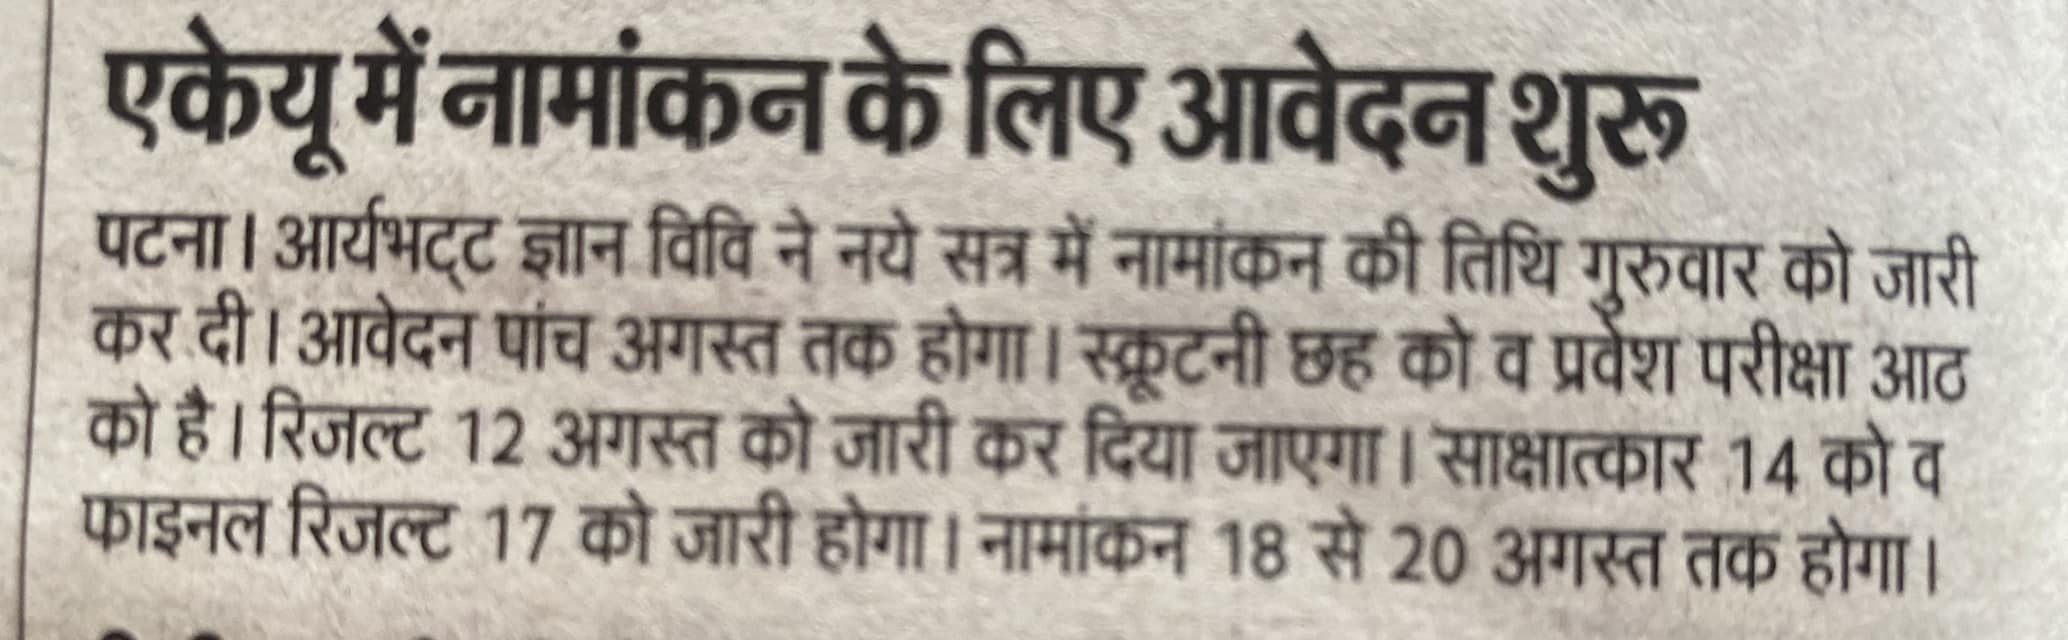 एकेयू में नामांकन के लिए आवेदन शुरू
पटना। आर्यभट्ट ज्ञान विवि ने नये सत्र में नामांकन की तिथि गुरुवार को जारी
कर दी। आवेदन पांच अगस्त तक होगा। स्क्रूटनी छह को व प्रवेश परीक्षा आठ
को है। रिजल्ट 12 अगस्त को जारी कर दिया जाएगा। साक्षात्कार 14 को व
फाइनल रिजल्ट 17 को जारी होगा। नामांकन 18 से 20 अगस्त तक होगा।